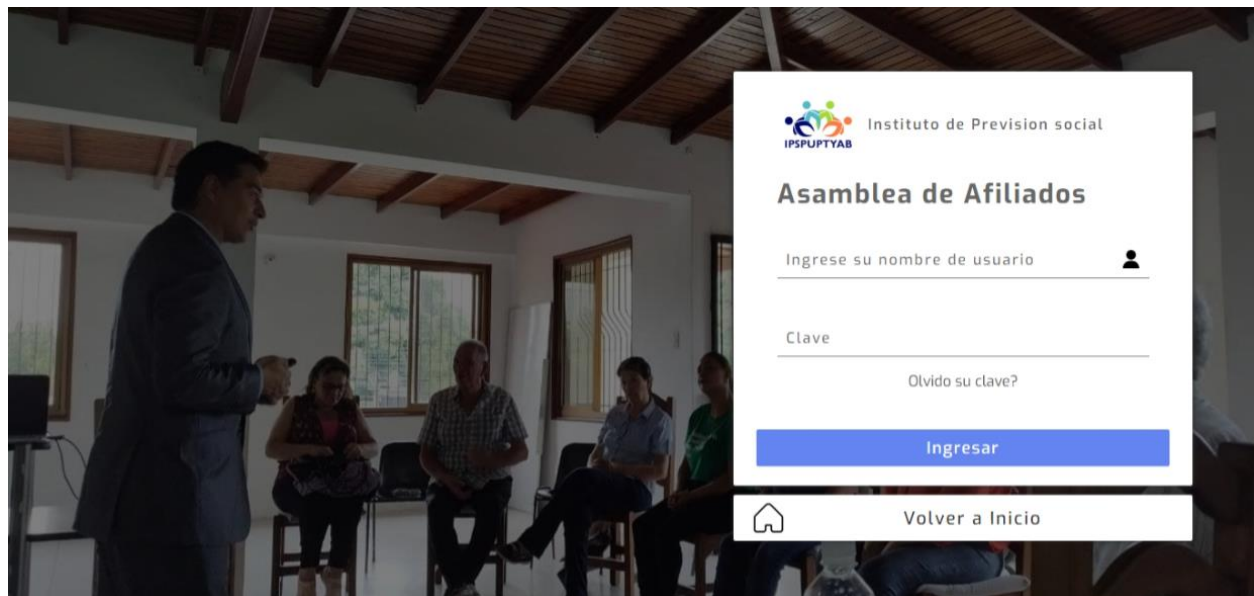 IPSPUPTYAB
Instituto de Prevision social
Asamblea de Afiliados
Ingrese su nombre de usuario
Clave
Olvido su clave?
Ingresar
Volver a Inicio